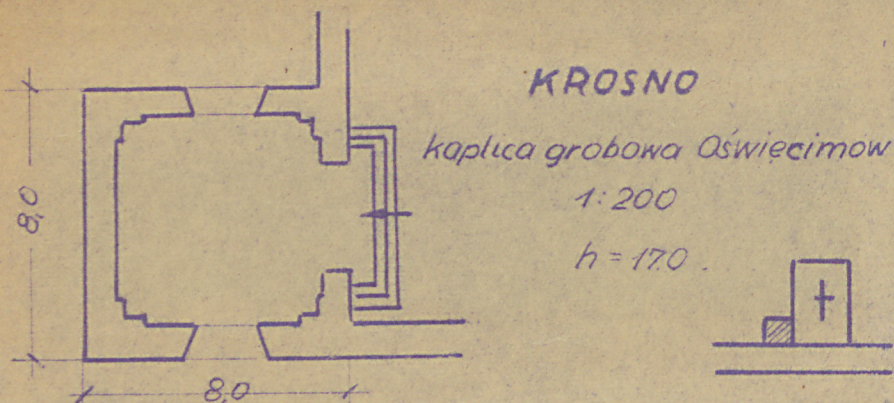 KROSNO
kaplica grobowa Oświęcimów
1:200
h = 17.0
8,0
8,0